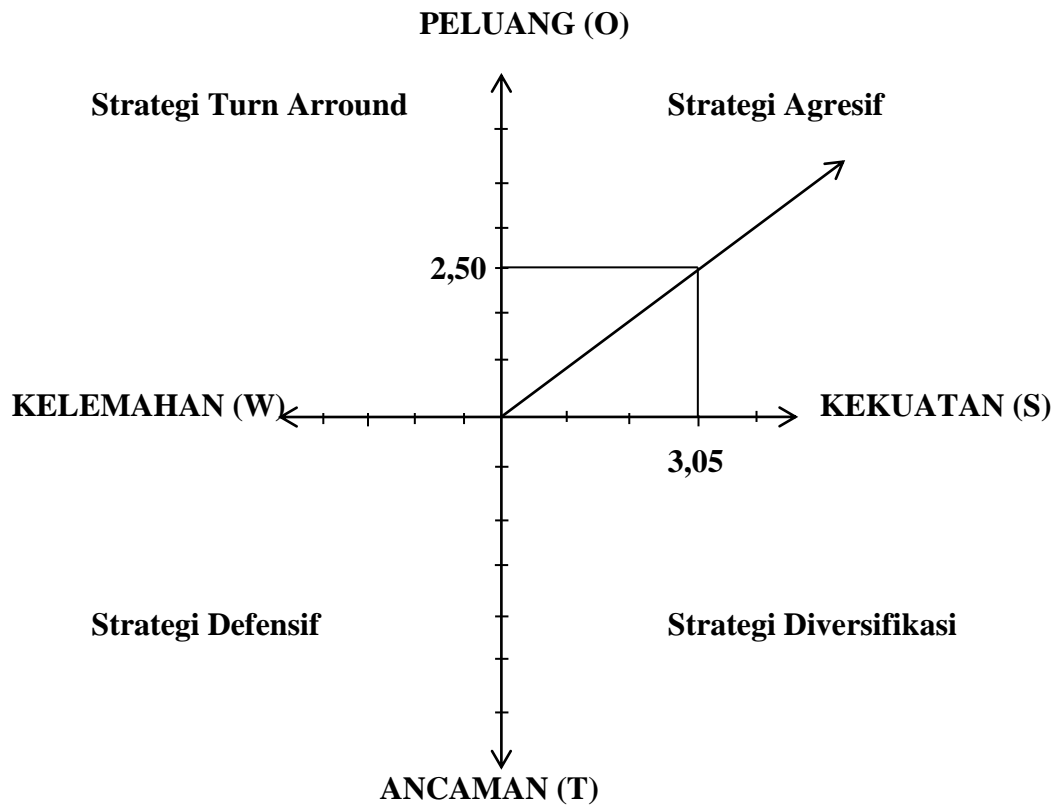 PELUANG (O)
Strategi Turn Arround
Strategi Agresif
2,50
KELEMAHAN (W)
KEKUATAN (S)
3,05
Strategi Defensif
Strategi Diversifikasi
ANCAMAN (T)